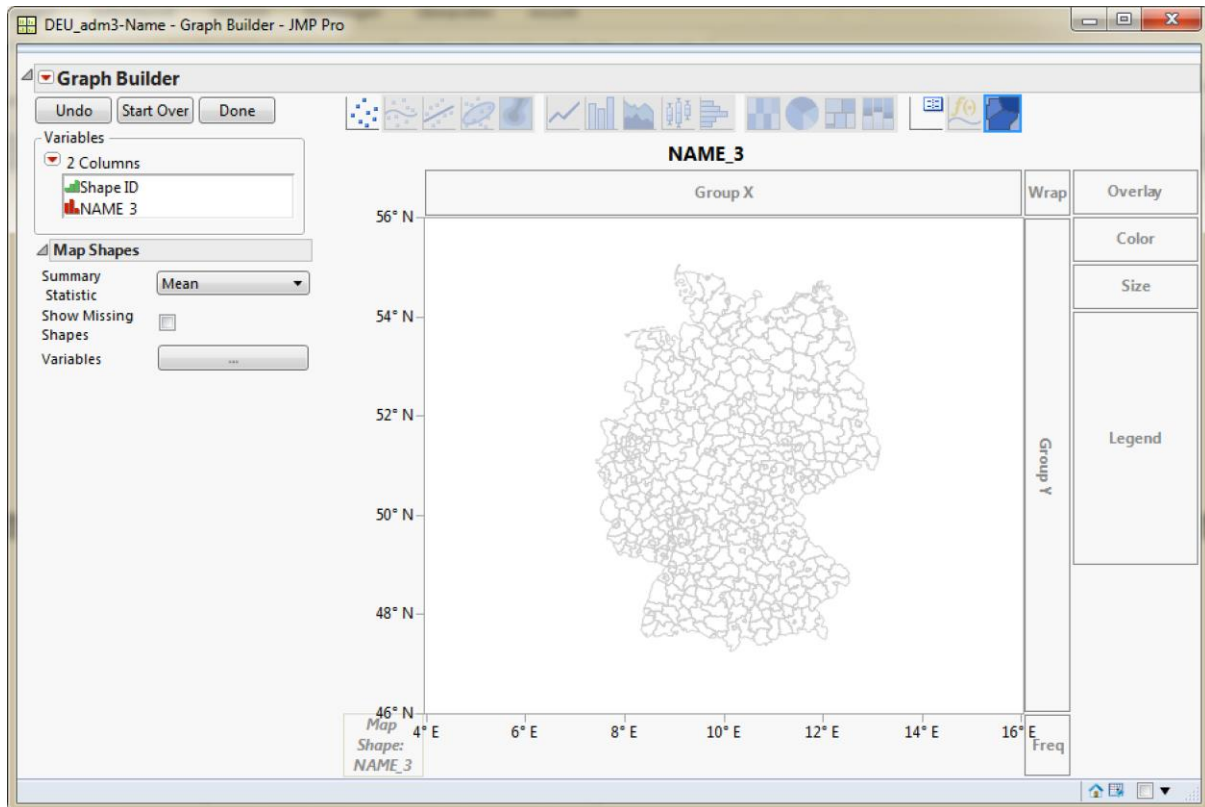 DEU_adm3-Name - Graph Builder - JMP Pro
Graph Builder
Undo Start Over Done
Variables
2 Columns
Shape ID
NAME_3
Map Shapes
Summary
Statistic
Mean
Show Missing
Shapes
Variables ...
NAME_3
Group X
Wrap
Overlay
Color
Size
Legend
Group Y
Freq
56° N
54° N
52° N
50° N
48° N
46° N
4° E 6° E 8° E 10° E 12° E 14° E 16° E
Map
Shape:
NAME_3
f(θ)